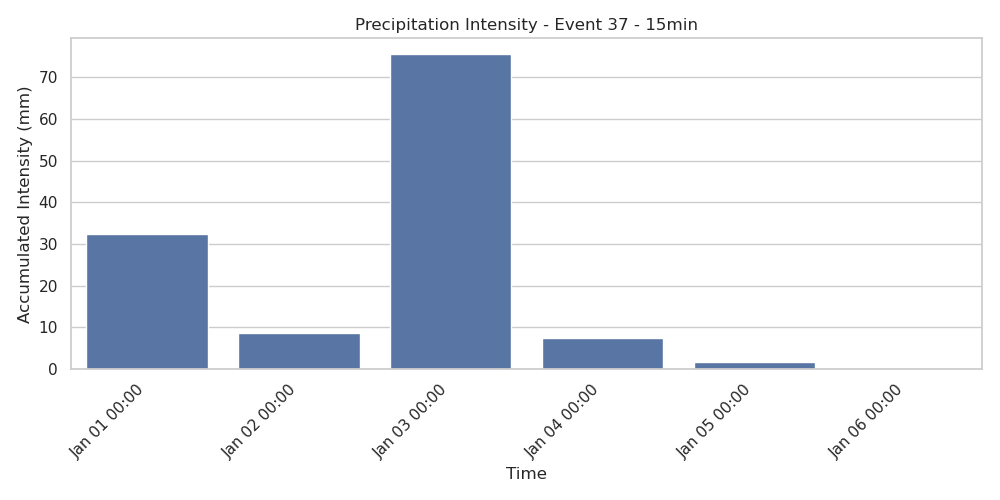 Precipitation Intensity - Event 37 - 15min
Accumulated Intensity (mm)
70
60
50
40
30
20
10
0
Jan 01 00:00
Jan 02 00:00
Jan 03 00:00
Jan 04 00:00
Jan 05 00:00
Jan 06 00:00
Time